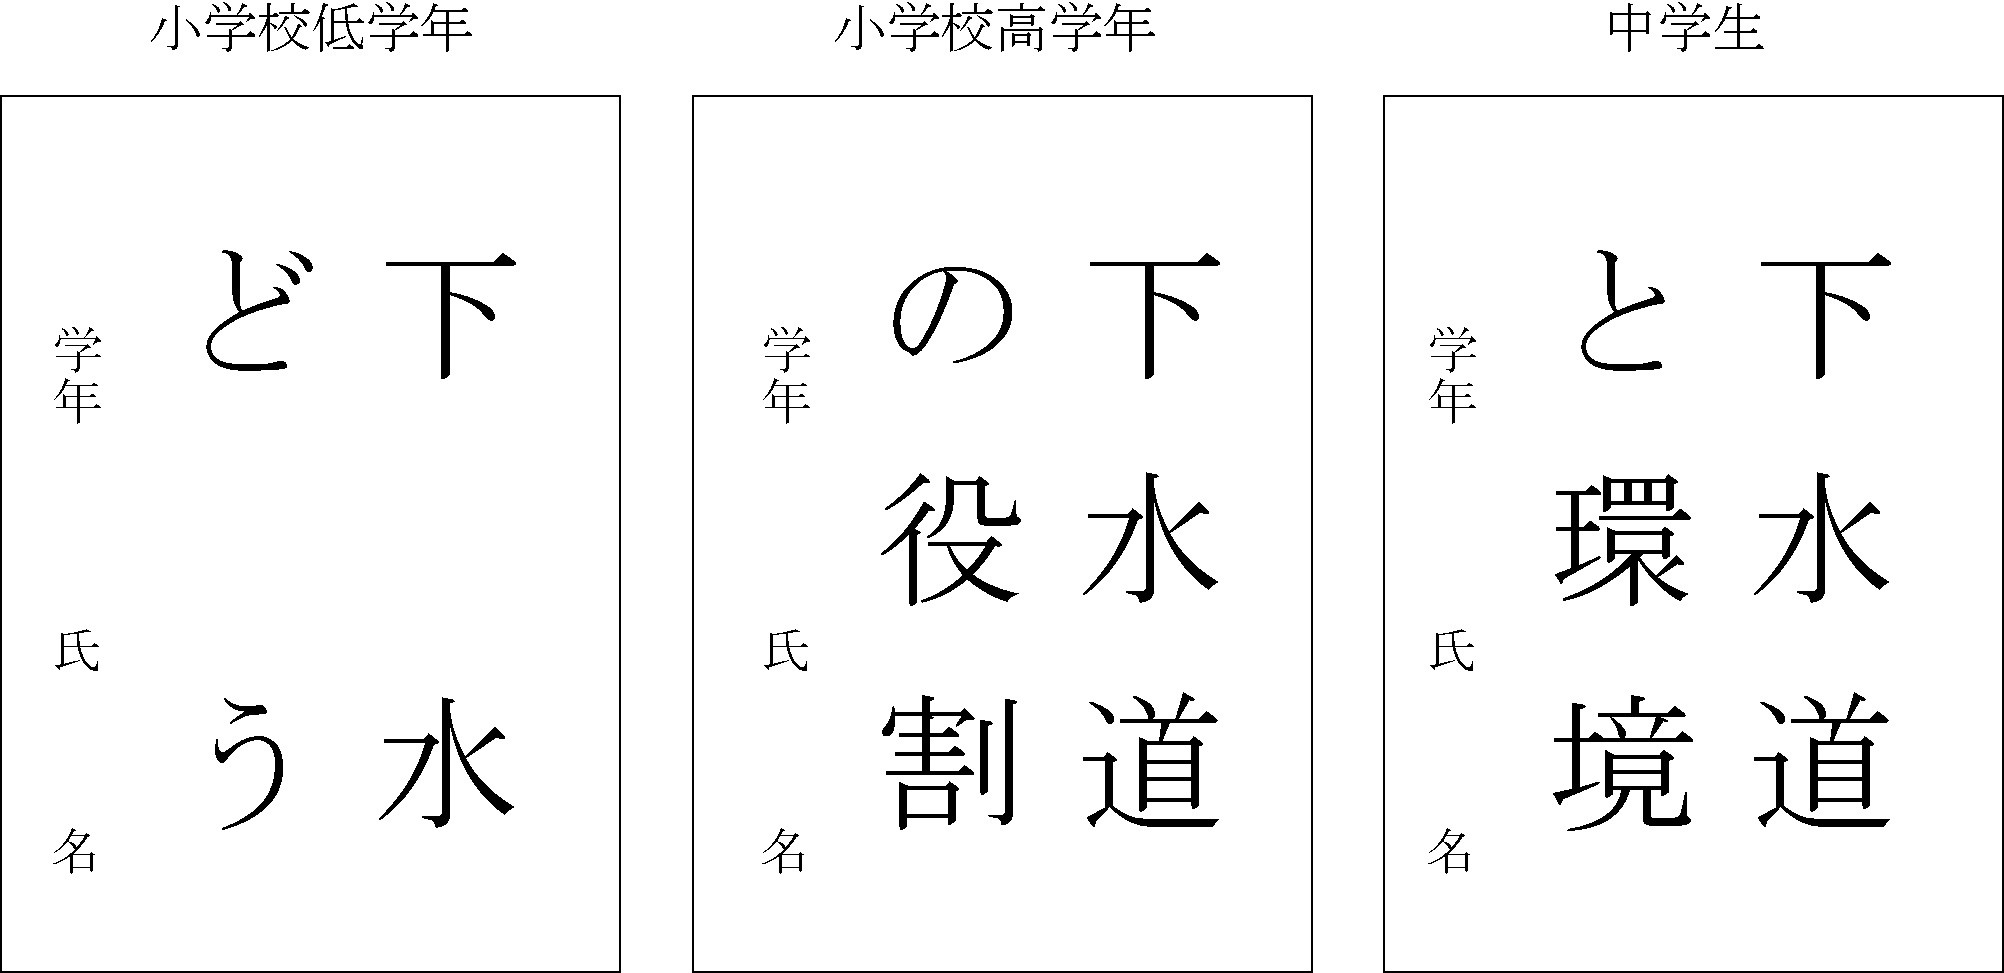 小学校低学年
下水
どう
学年 氏名
小学校高学年
下水道
の役割
学年 氏名
中学生
下水道
と環境
学年 氏名